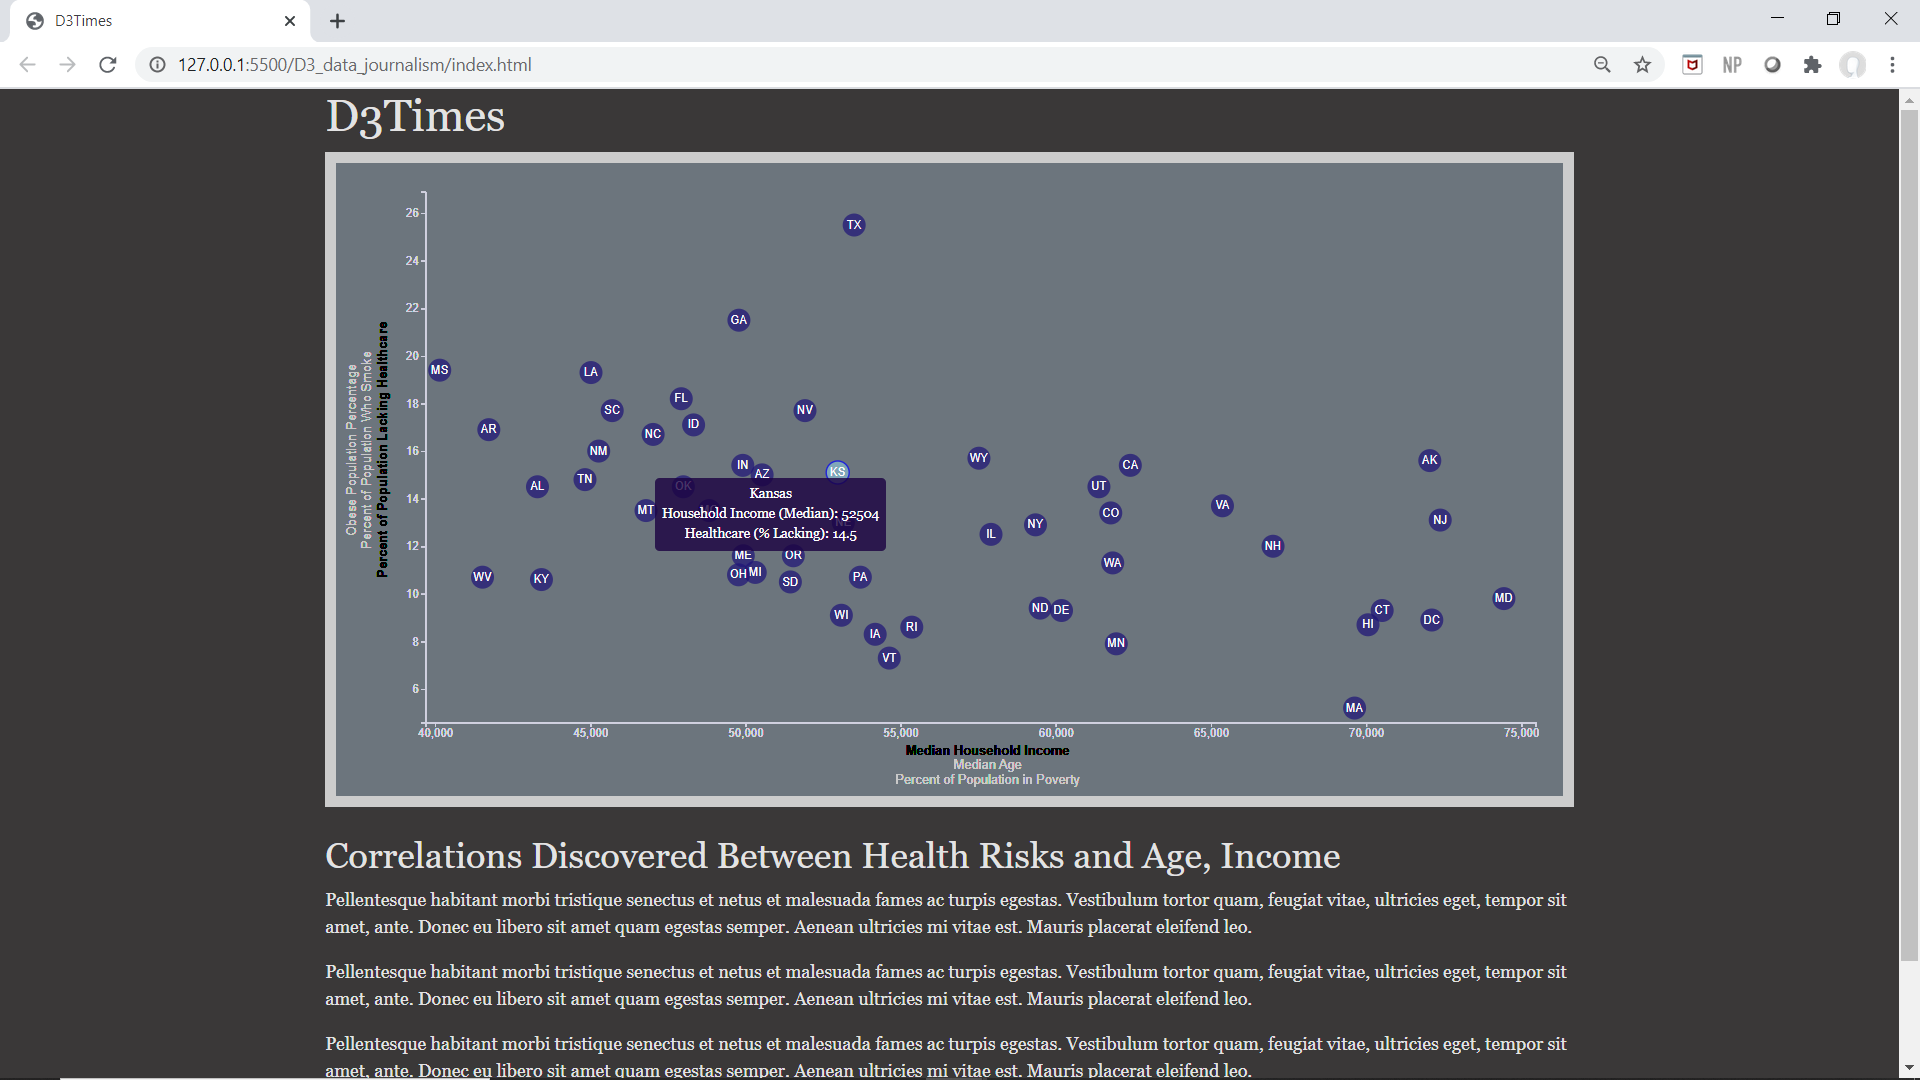 D3Times
127.0.0.1:5500/D3_data_journalism/index.html
NP
D3Times
26
24
22
20
18
16
14
12
10
8
6
Obese Population Percentage
Percent of Population Who Smoke
Percent of Population Lacking Healthcare
TX
GA
MS
LA
FL
SC
NV
ID
AR
NC
NM
IN
AZ
KS
WY
CA
AK
TN
AL
OK
UT
MT
VA
CO
NJ
NY
IL
NH
Kansas
Household Income (Median): 52504
Healthcare (% Lacking): 14.5
ME
OR
WA
OH
MI
SD
PA
WV
KY
MD
ND
DE
CT
WI
HI
DC
RI
IA
MN
VT
MA
40,000
45,000
50,000
55,000
60,000
65,000
70,000
75,000
Median Household Income
Median Age
Percent of Population in Poverty
Correlations Discovered Between Health Risks and Age, Income
Pellentesque habitant morbi tristique senectus et netus et malesuada fames ac turpis egestas. Vestibulum tortor quam, feugiat vitae, ultricies eget, tempor sit
amet, ante. Donec eu libero sit amet quam egestas semper. Aenean ultricies mi vitae est. Mauris placerat eleifend leo.
Pellentesque habitant morbi tristique senectus et netus et malesuada fames ac turpis egestas. Vestibulum tortor quam, feugiat vitae, ultricies eget, tempor sit
amet, ante. Donec eu libero sit amet quam egestas semper. Aenean ultricies mi vitae est. Mauris placerat eleifend leo.
Pellentesque habitant morbi tristique senectus et netus et malesuada fames ac turpis egestas. Vestibulum tortor quam, feugiat vitae, ultricies eget, tempor sit
amet, ante. Donec eu libero sit amet quam egestas semper. Aenean ultricies mi vitae est. Mauris placerat eleifend leo.